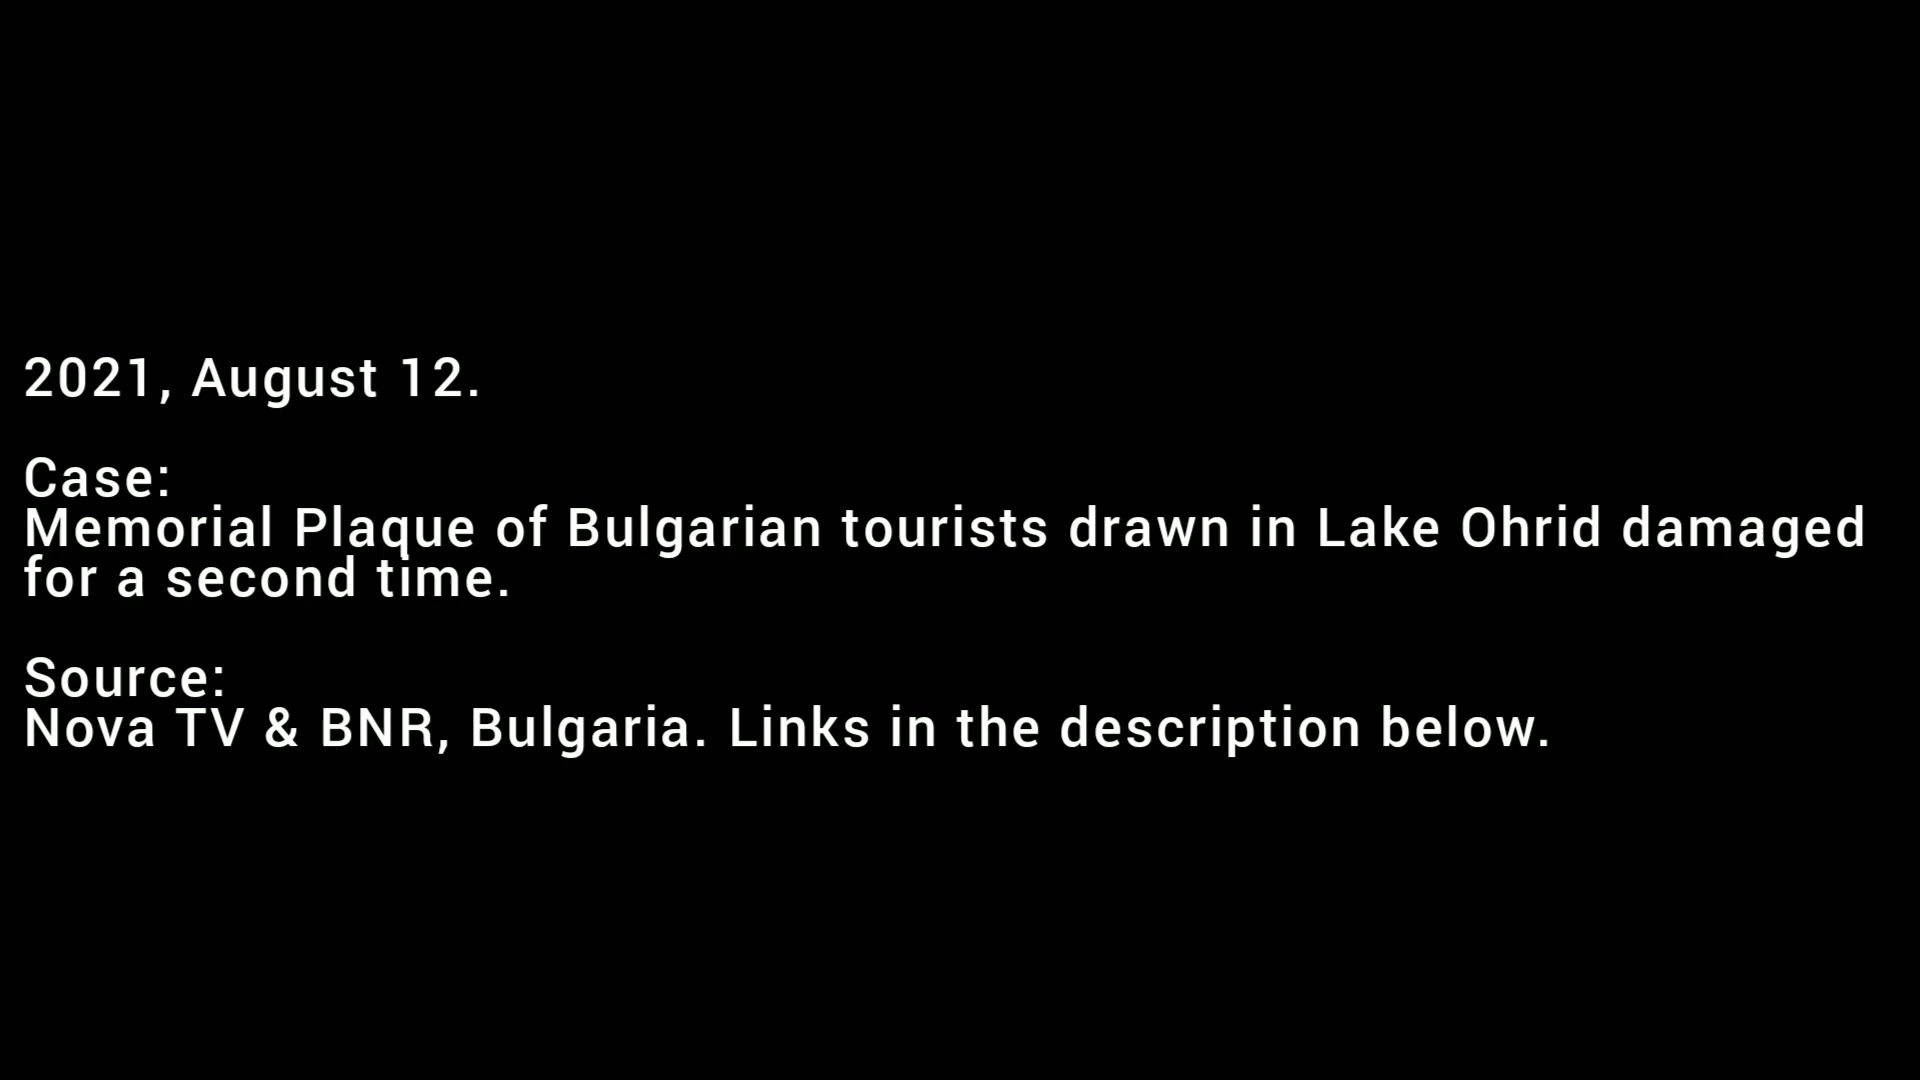 2021, August 12.
Case:
Memorial Plaque of Bulgarian tourists drawn in Lake Ohrid damaged
for a second time.
Source:
Nova TV & BNR, Bulgaria. Links in the description below.